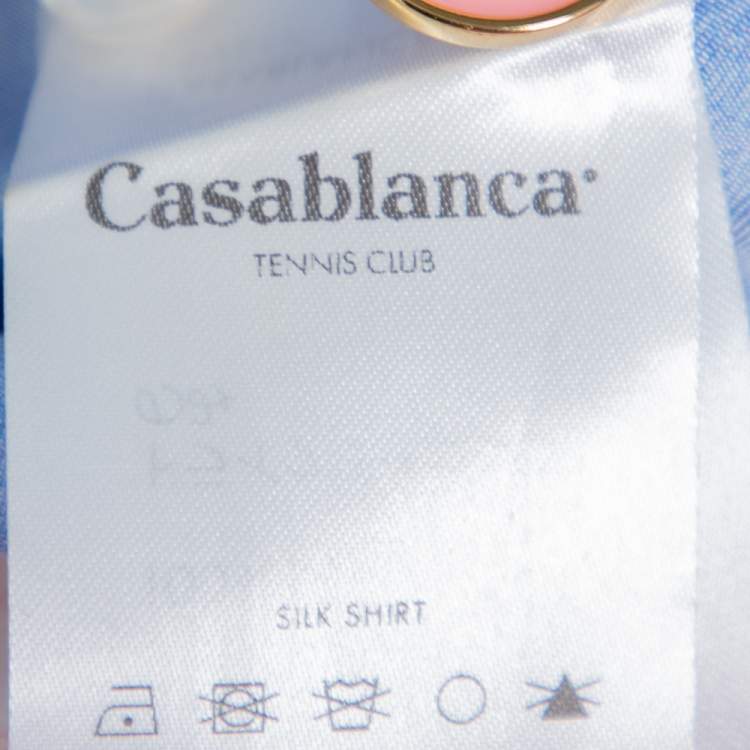 Casablanca
TENNIS CLUB
SILK SHIRT